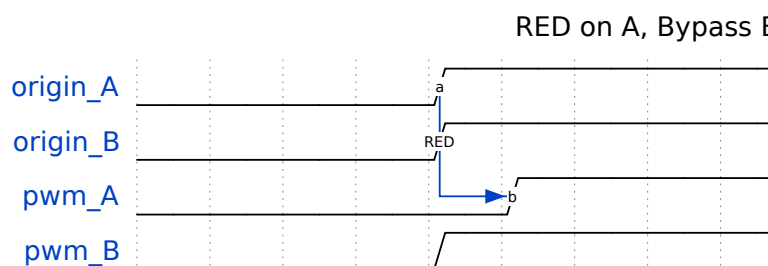 RED on A, Bypass
origin_A
a
origin_B
RED
pwm_A
b
pwm_B